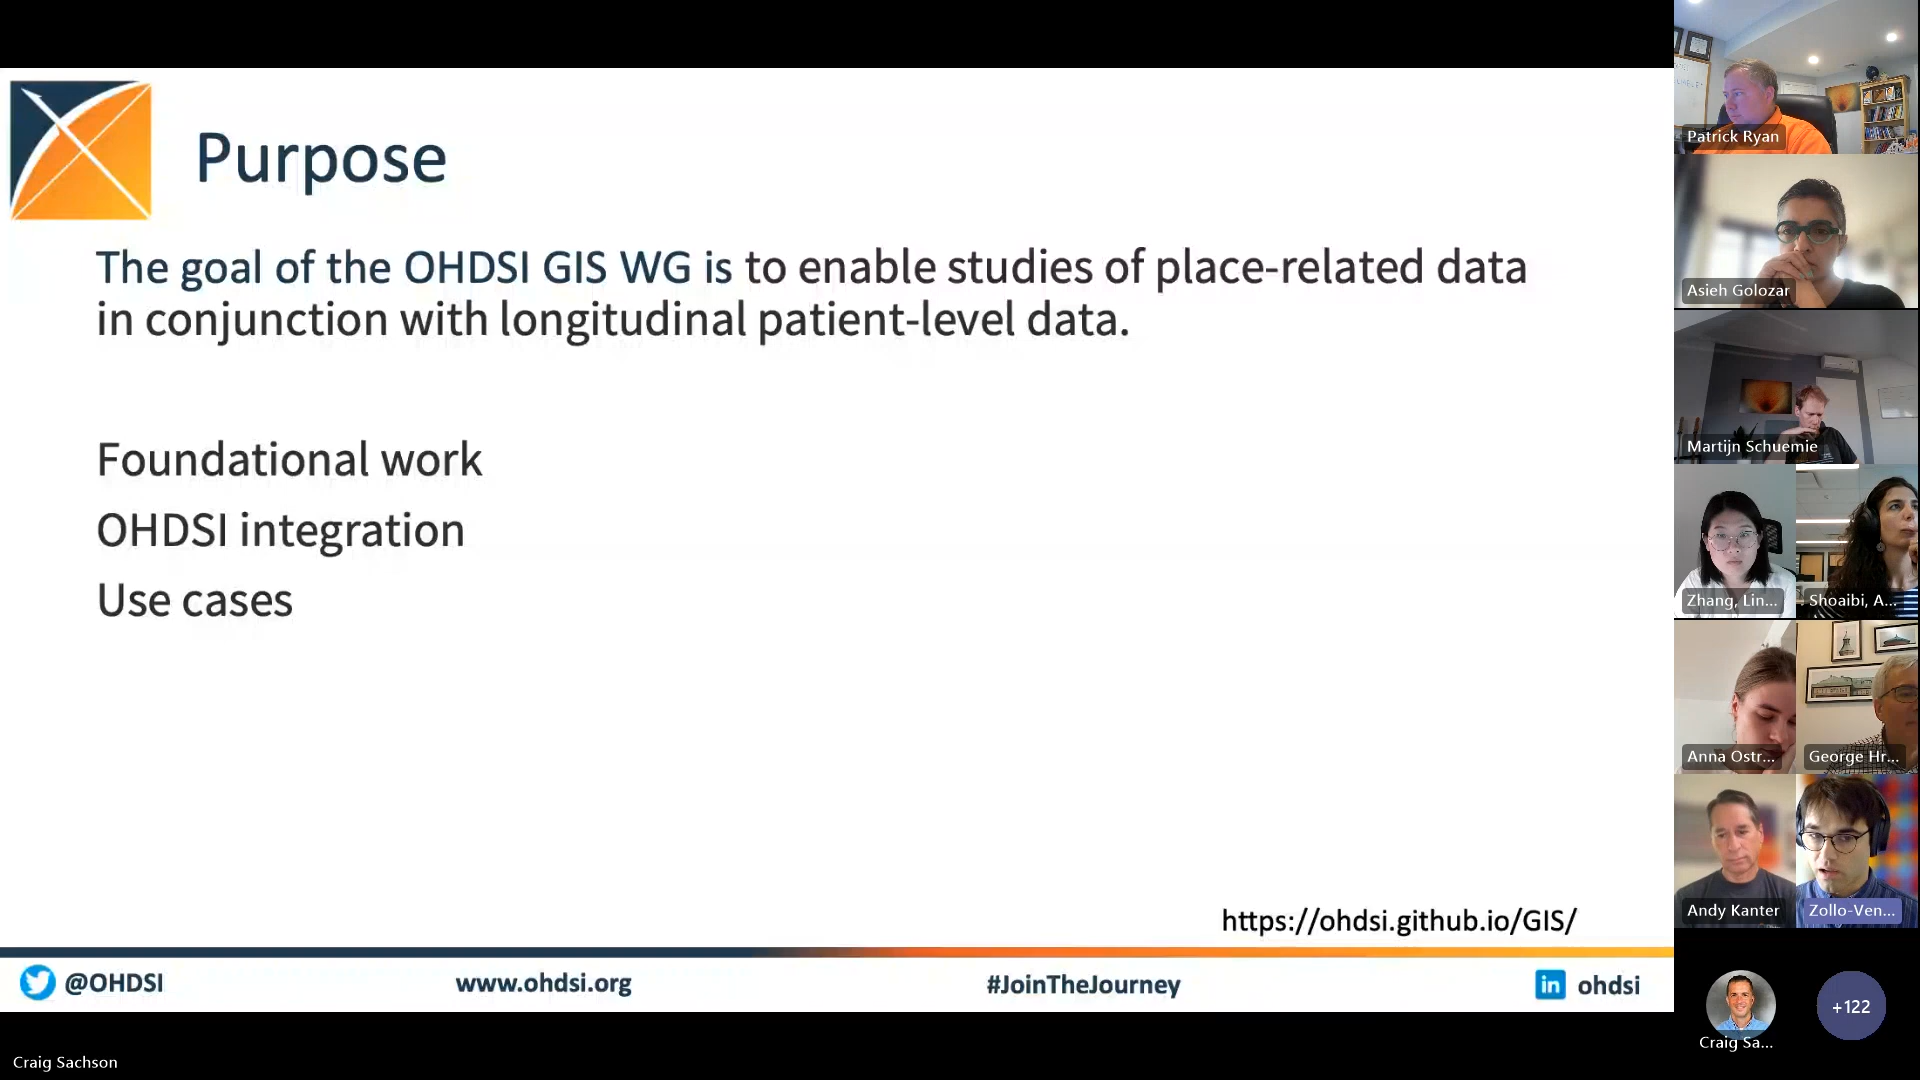 Purpose
The goal of the OHDSI GIS WG is to enable studies of place-related data
in conjunction with longitudinal patient-level data.
Foundational work
OHDSI integration
Use cases
https://ohdsi.github.io/GIS/
@OHDSI
www.ohdsi.org
#JoinTheJourney
in ohdsi
Craig Sachson
Patrick Ryan
Asieh Golozar
Martijn Schuemie
Zhang, Lin...
Shoaibi, A...
Anna Ostr...
George Hr...
Andy Kanter
Zollo-Ven...
Craig Sa...
+122